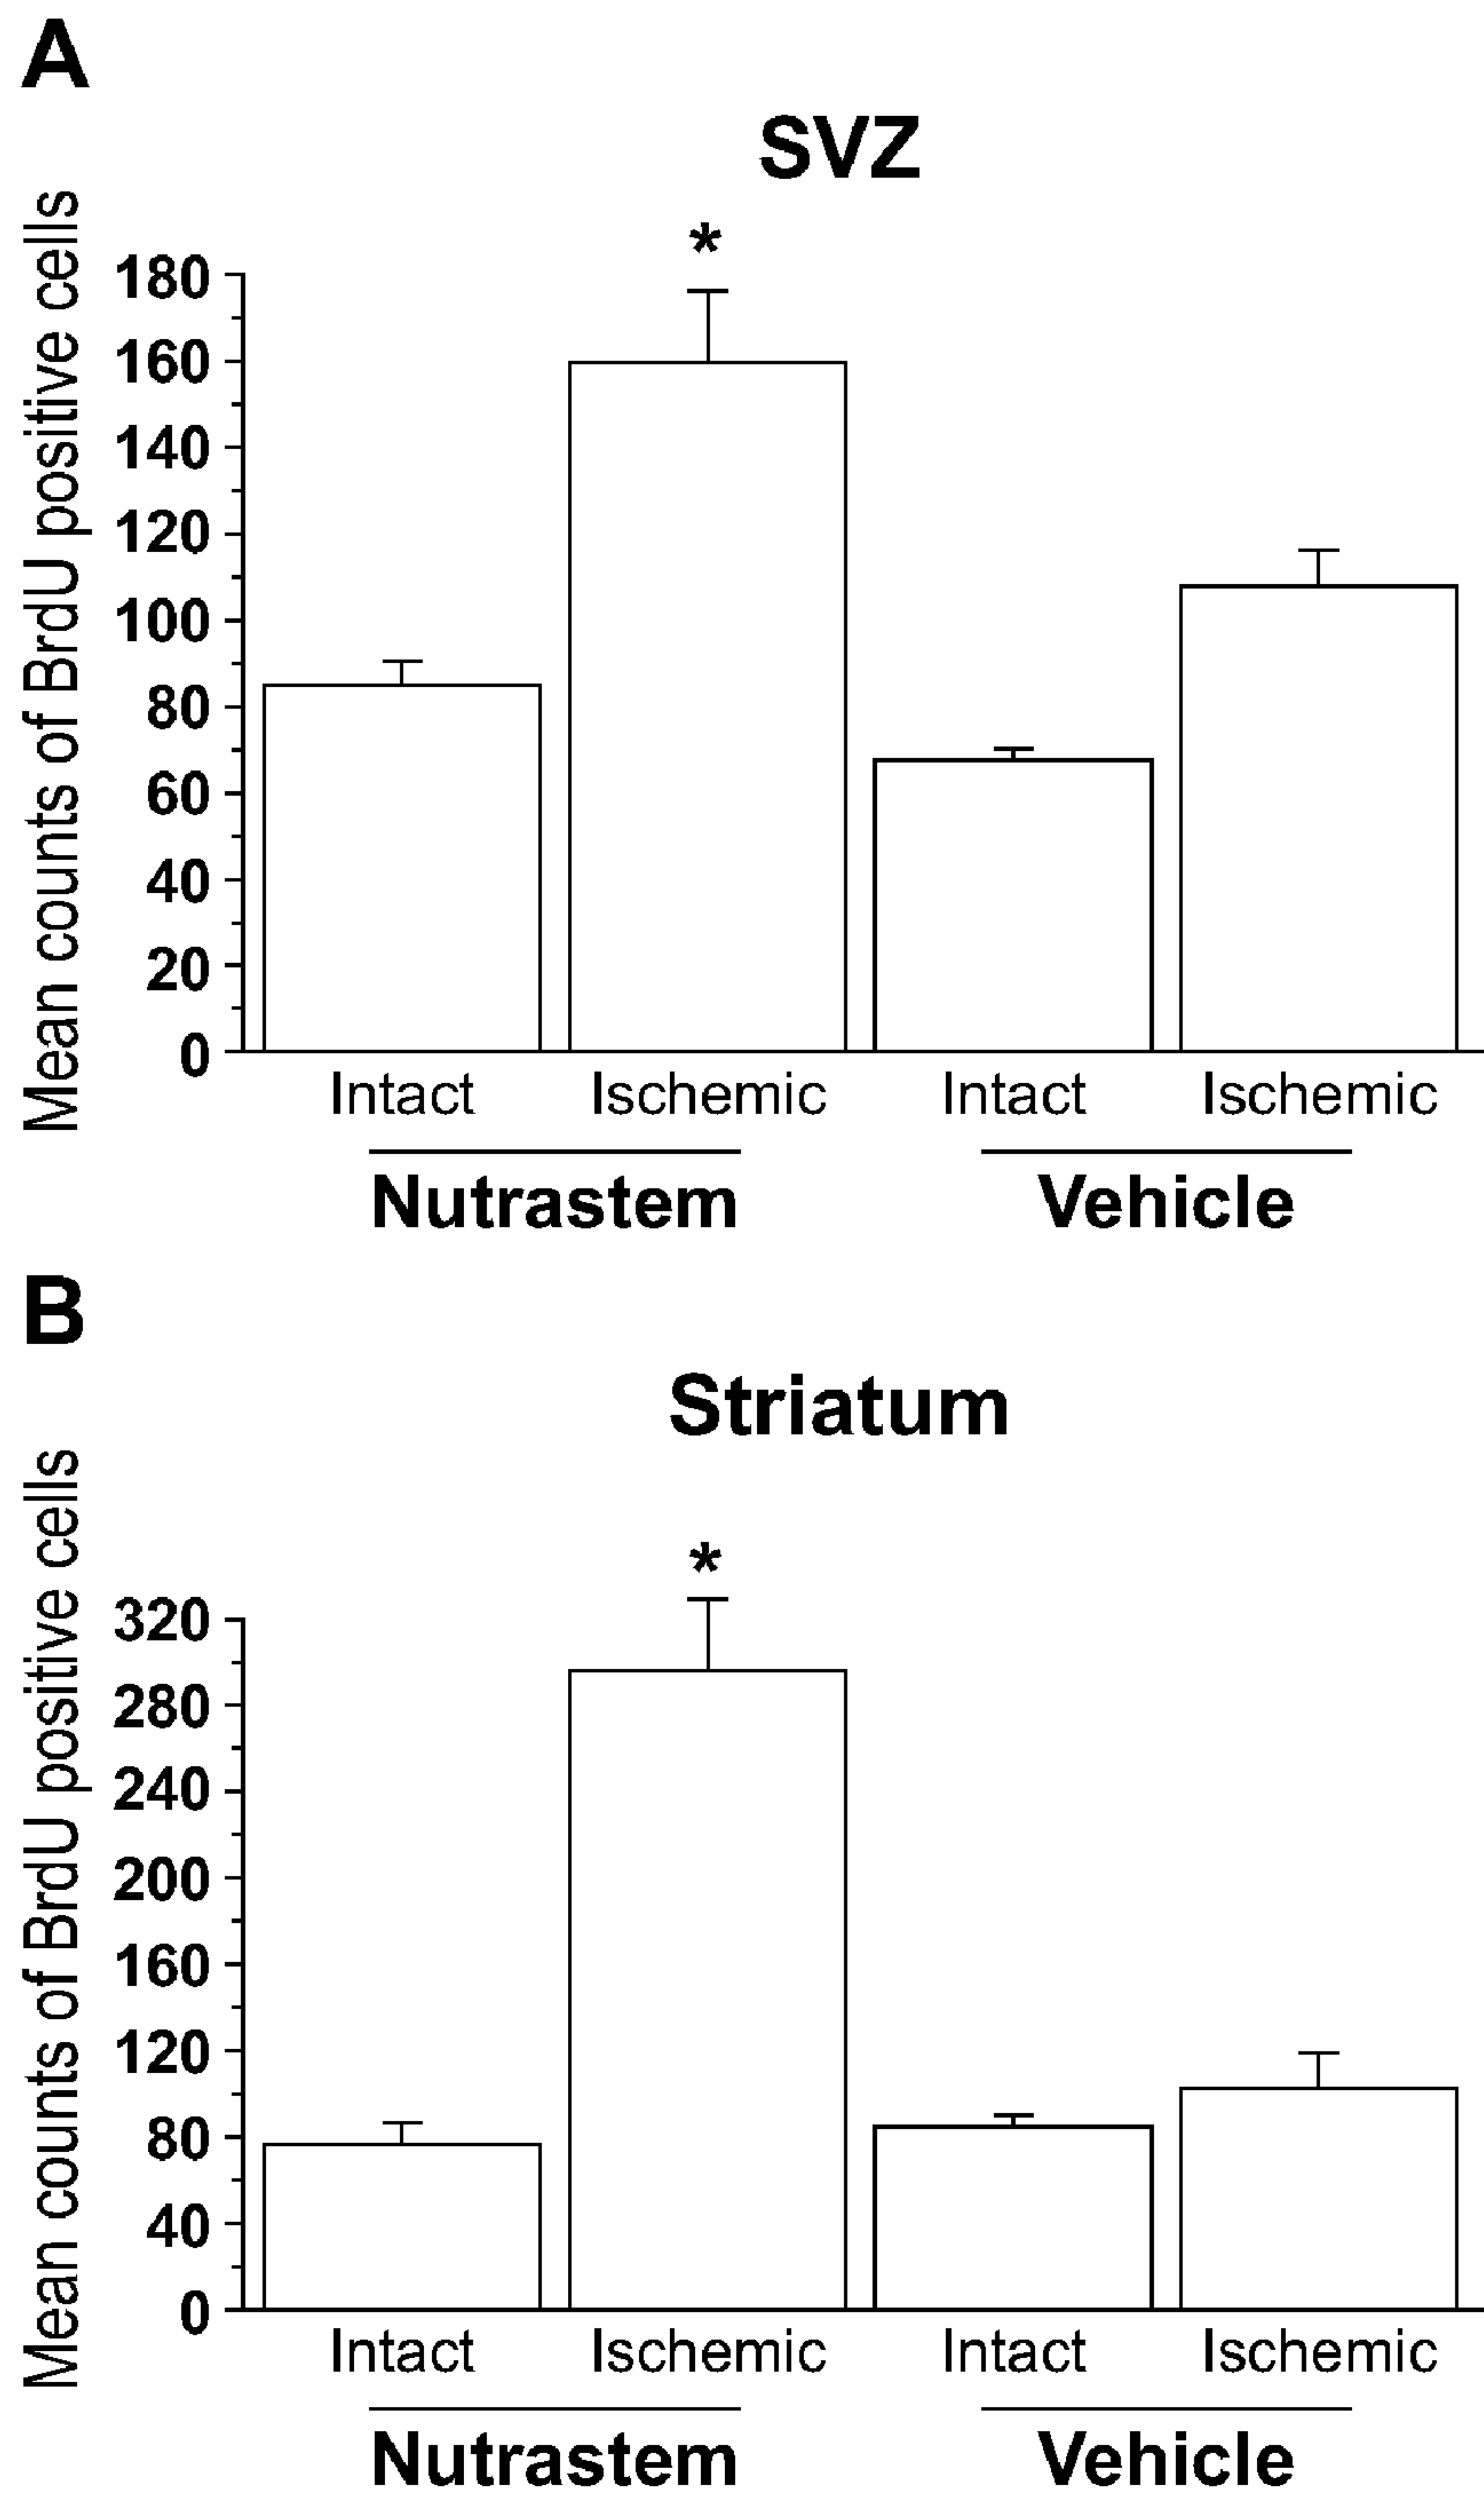 A
SVZ
*
Mean counts of BrdU positive cells
180
160
140
120
100
80
60
40
20
0
Intact Ischemic Intact Ischemic
Nutrastem Vehicle
B
Striatum
*
Mean counts of BrdU positive cells
320
280
240
200
160
120
80
40
0
Intact Ischemic Intact Ischemic
Nutrastem Vehicle